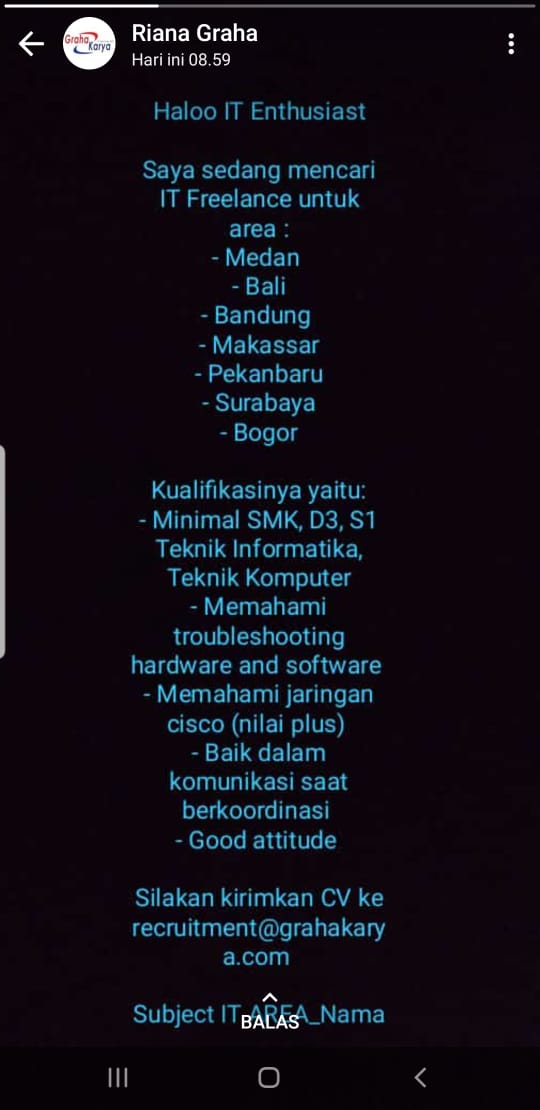 Graha
Karya
Riana Graha
Hari ini 08.59
Haloo IT Enthusiast
Saya sedang mencari
IT Freelance untuk
area :
- Medan
- Bali
- Bandung
- Makassar
- Pekanbaru
- Surabaya
- Bogor
Kualifikasinya yaitu:
- Minimal SMK, D3, S1
Teknik Informatika,
Teknik Komputer
- Memahami
troubleshooting
hardware and software
- Memahami jaringan
cisco (nilai plus)
- Baik dalam
komunikasi saat
berkoordinasi
- Good attitude
Silakan kirimkan CV ke
recruitment@grahakary
a.com
Subject IT_AREA_Nama
BALAS